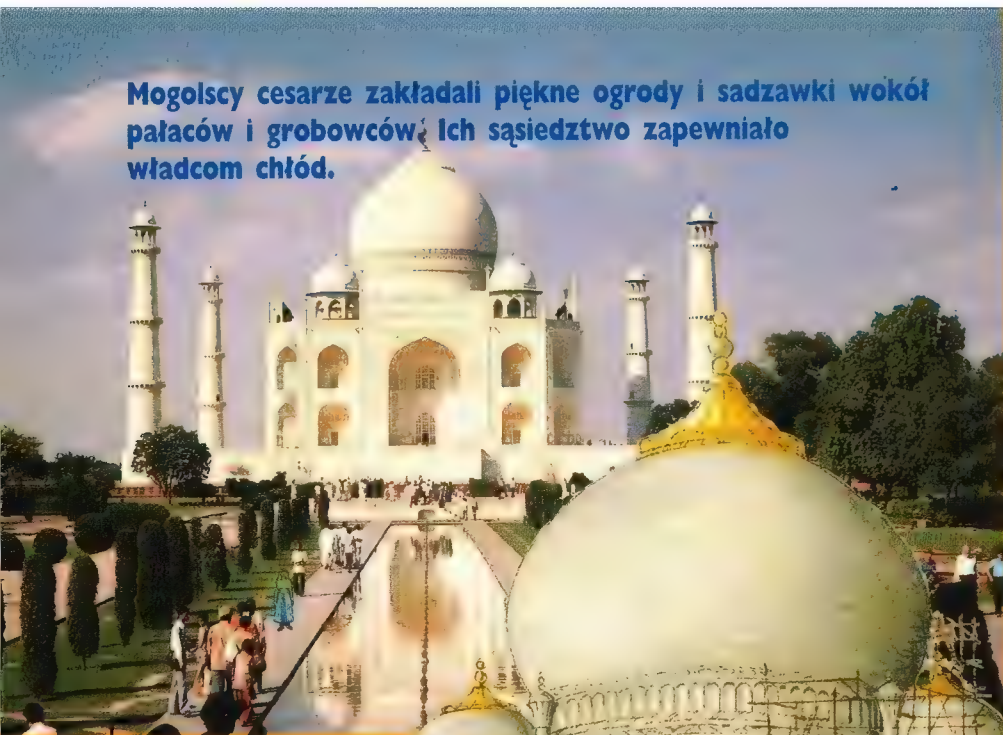 Mogolscy cesarze zakładali piękne ogrody i sadzawki wokół
pałaców i grobowców. Ich sąsiedztwo zapewniało
władcom chłód.